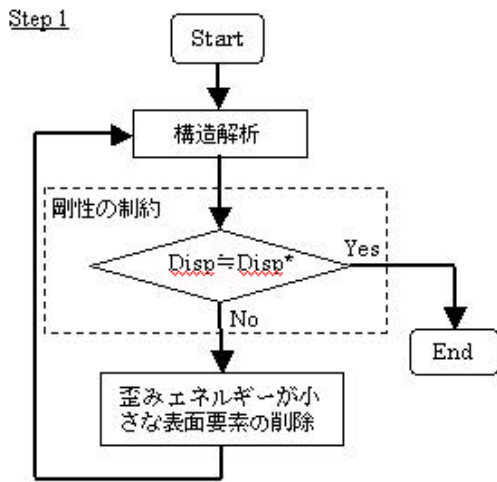 Step 1
Start
構造解析
剛性の制約
Disp≒Disp*
Yes
No
End
歪みエネルギーが小
さな表面要素の削除